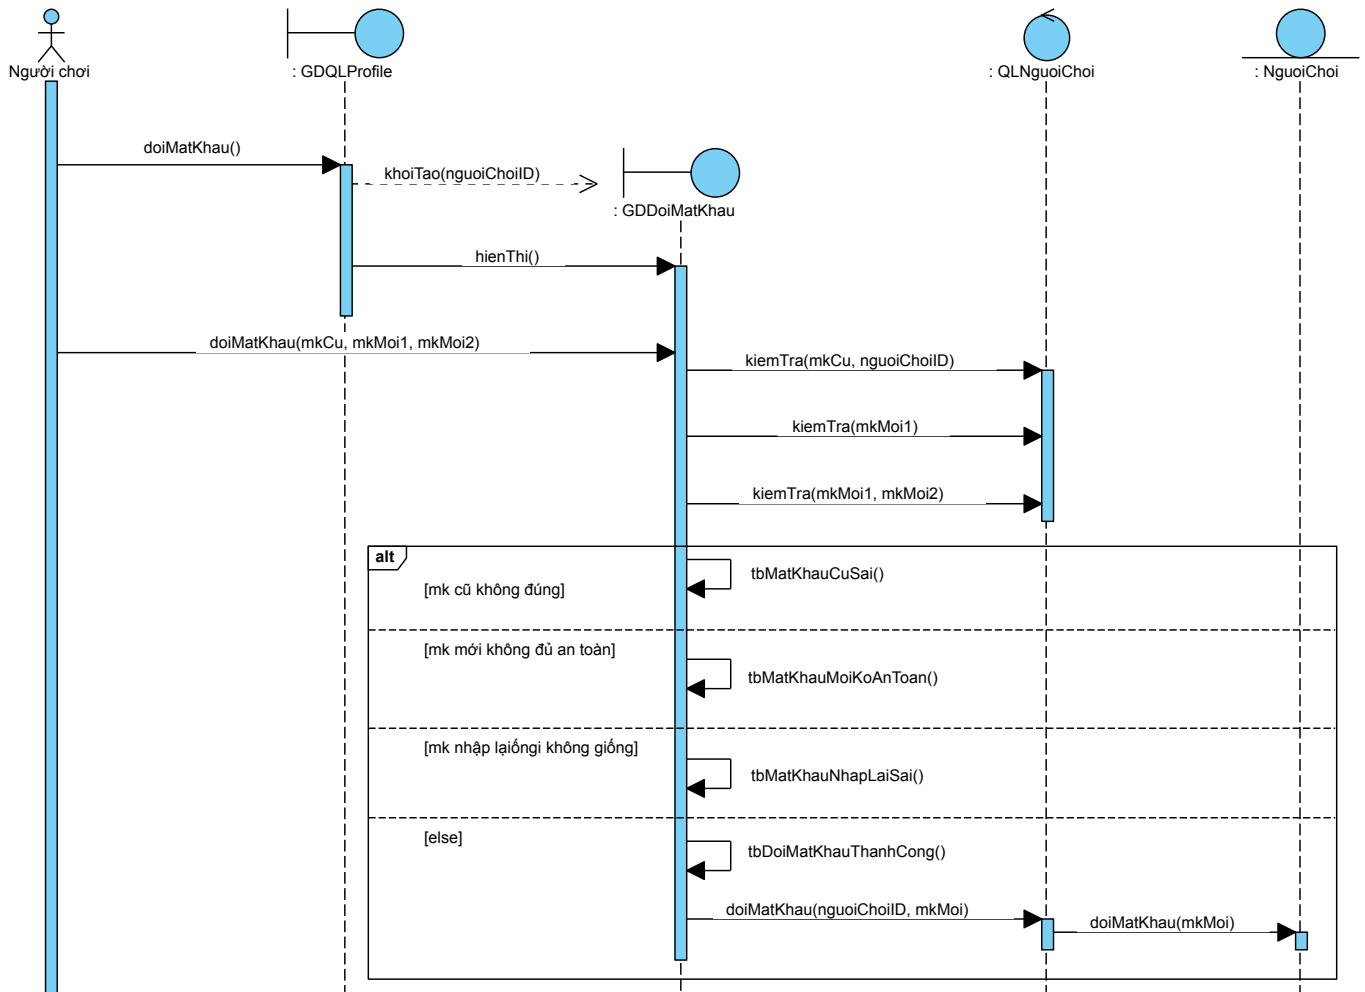 Người chơi
: GDQLProfile
: QLNguoiChoi
: NguoiChoi
doiMatKhau()
khoiTao(nguoiChoiID)
: GDDoiMatKhau
hienThi()
doiMatKhau(mkCu, mkMoi1, mkMoi2)
kiemTra(mkCu, nguoiChoiID)
kiemTra(mkMoi1)
kiemTra(mkMoi1, mkMoi2)
alt
tbMatKhauCuSai()
[mk cũ không đúng]
[mk mới không đủ an toàn]
tbMatKhauMoiKoAnToan()
[mk nhập lạiốngi không giống]
tbMatKhauNhapLaiSai()
[else]
tbDoiMatKhauThanhCong()
doiMatKhau(nguoiChoiID, mkMoi)
doiMatKhau(mkMoi)